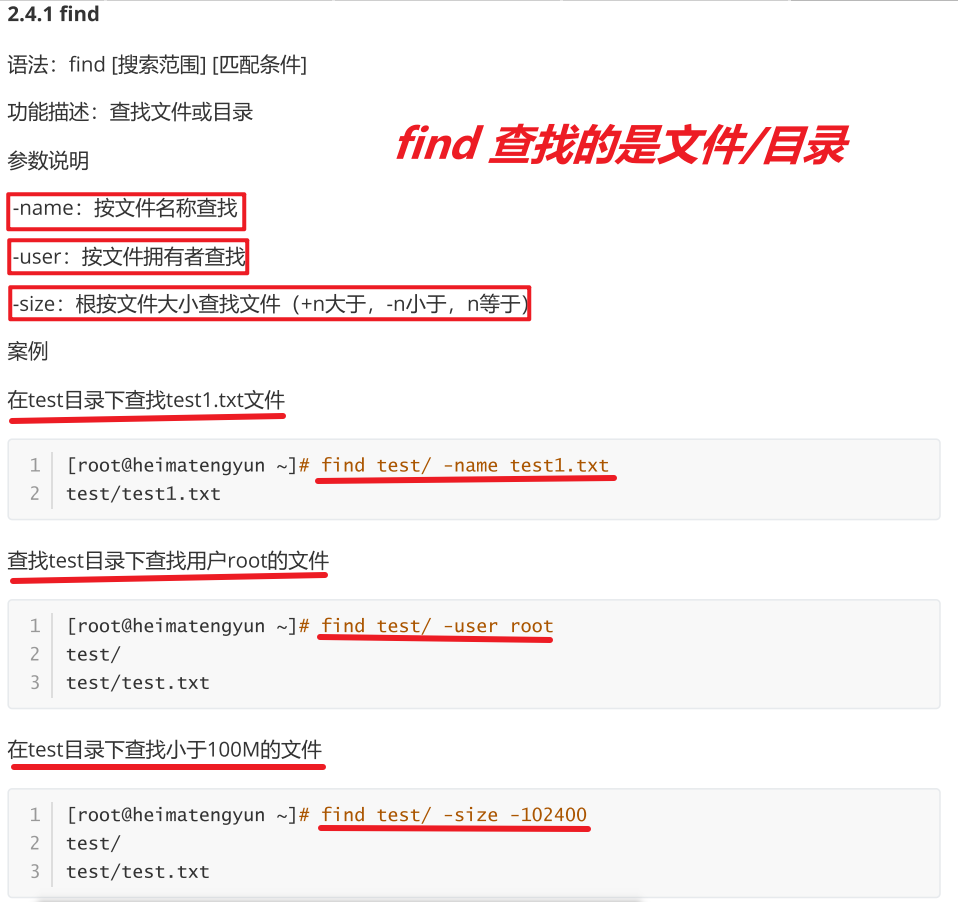 2.4.1 find
语法：find [搜索范围] [匹配条件]
功能描述：查找文件或目录
find 查找的是文件/目录
参数说明
-name：按文件名称查找
-user：按文件拥有者查找
-size：根按文件大小查找文件（+n大于，-n小于，n等于)
案例
在test目录下查找test1.txt文件
1 [root@heimatengyun ~]# find test/ -name test1.txt
2 test/test1.txt
查找test目录下查找用户root的文件
1 [root@heimatengyun ~]# find test/ -user root
2 test/
3 test/test.txt
在test目录下查找小于100M的文件
1 [root@heimatengyun ~]# find test/ -size -102400
2 test/
3 test/test.txt